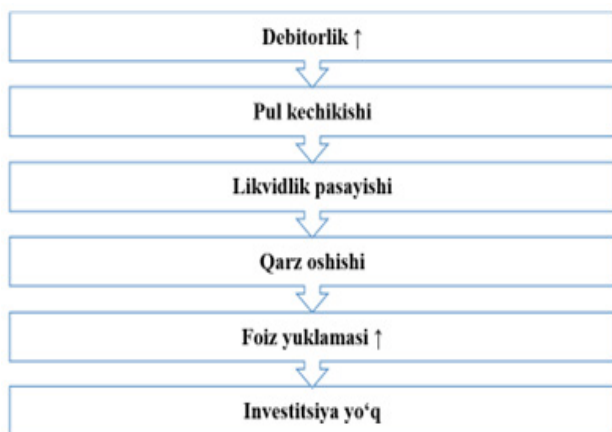 Debitorlik ↑
Pul kechikishi
Likvidlik pasayishi
Qarz oshishi
Foiz yuklamasi ↑
Investitsiya yo‘q